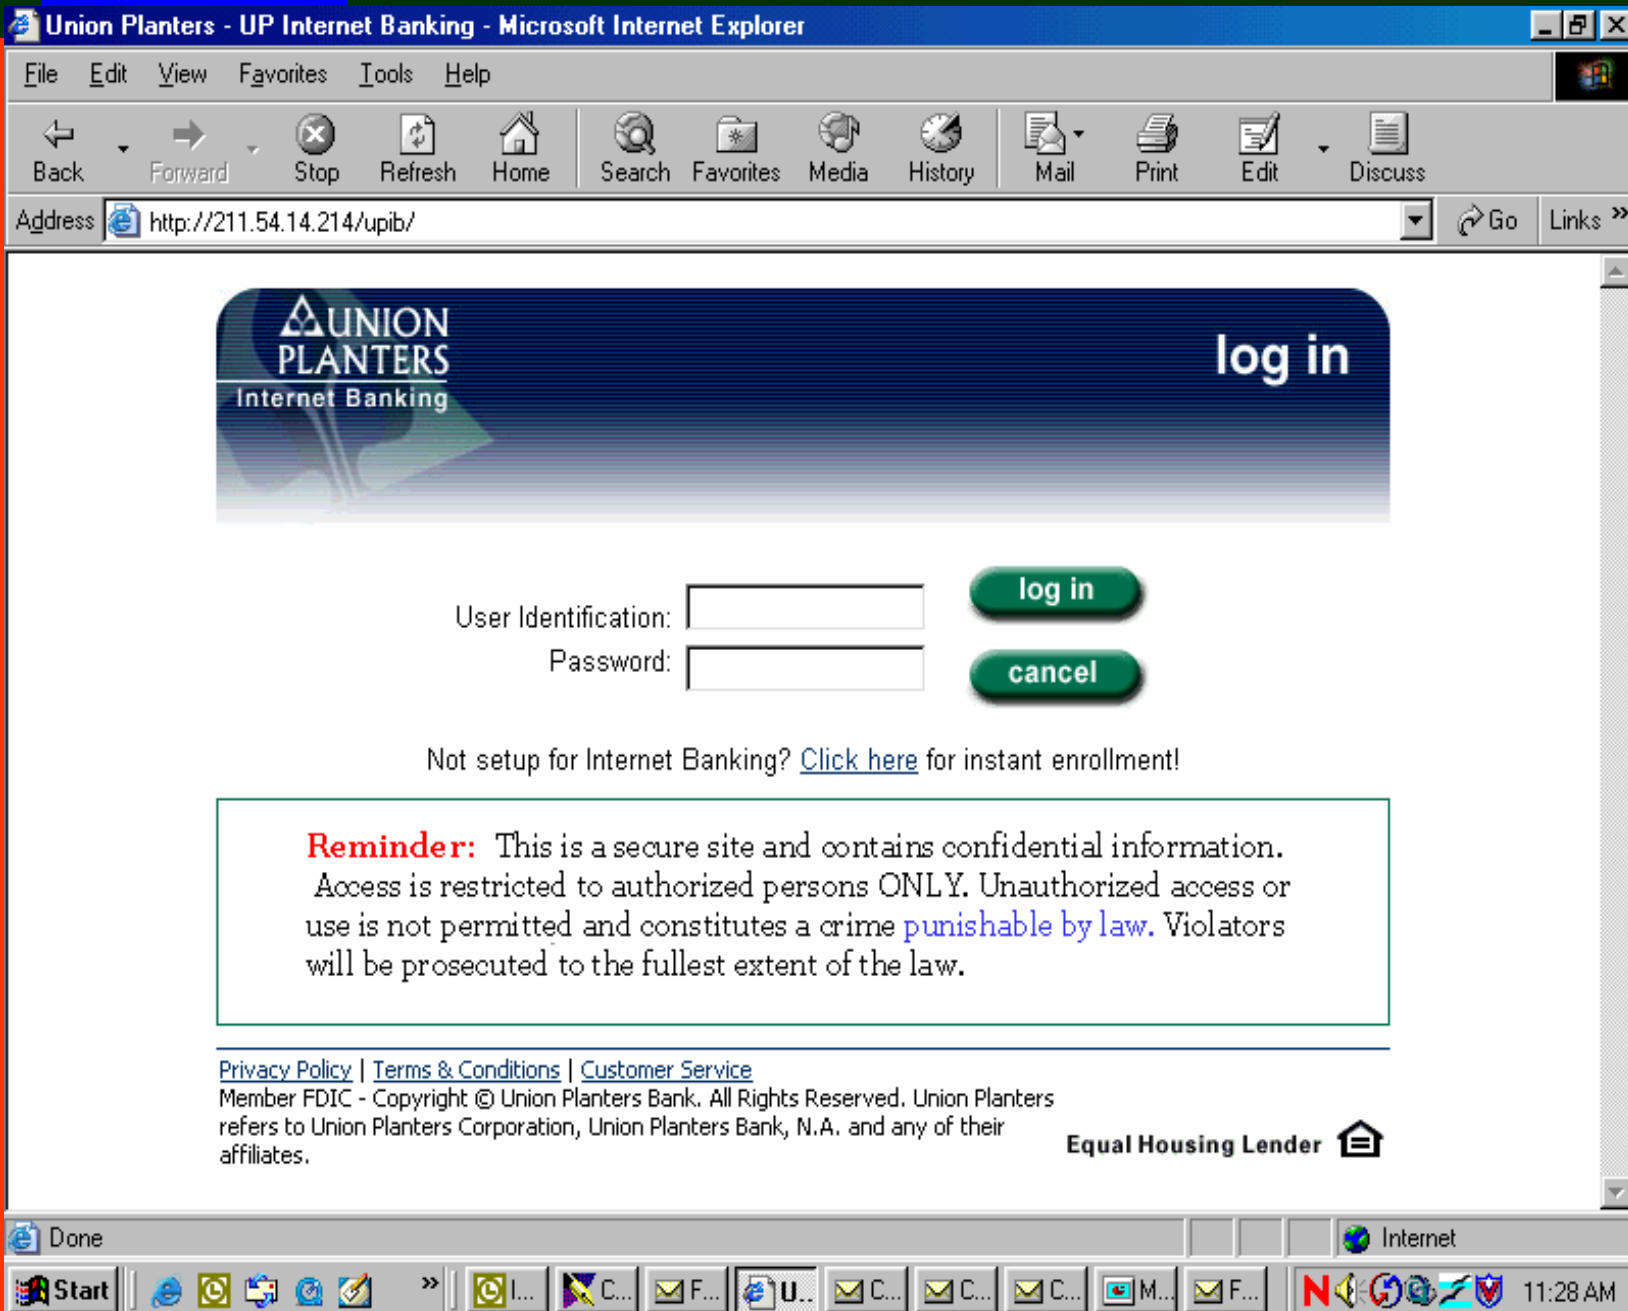 Union Planters - UP Internet Banking - Microsoft Internet Explorer
File Edit View Favorites Tools Help
Back Forward Stop Refresh Home Search Favorites Media History Mail Print Edit Discuss
Address http://211.54.14.214/upib/ Go Links »
UNION
PLANTERS
Internet Banking
log in
User Identification:
log in
Password:
cancel
Not setup for Internet Banking? Click here for instant enrollment!
Reminder: This is a secure site and contains confidential information.
Access is restricted to authorized persons ONLY. Unauthorized access or
use is not permitted and constitutes a crime punishable by law. Violators
will be prosecuted to the fullest extent of the law.
Privacy Policy | Terms & Conditions | Customer Service
Member FDIC - Copyright © Union Planters Bank. All Rights Reserved. Union Planters
refers to Union Planters Corporation, Union Planters Bank, N.A. and any of their
affiliates.
Equal Housing Lender
Done Internet
Start » I... C... F... U... C... C... C... M... F... N 11:28 AM